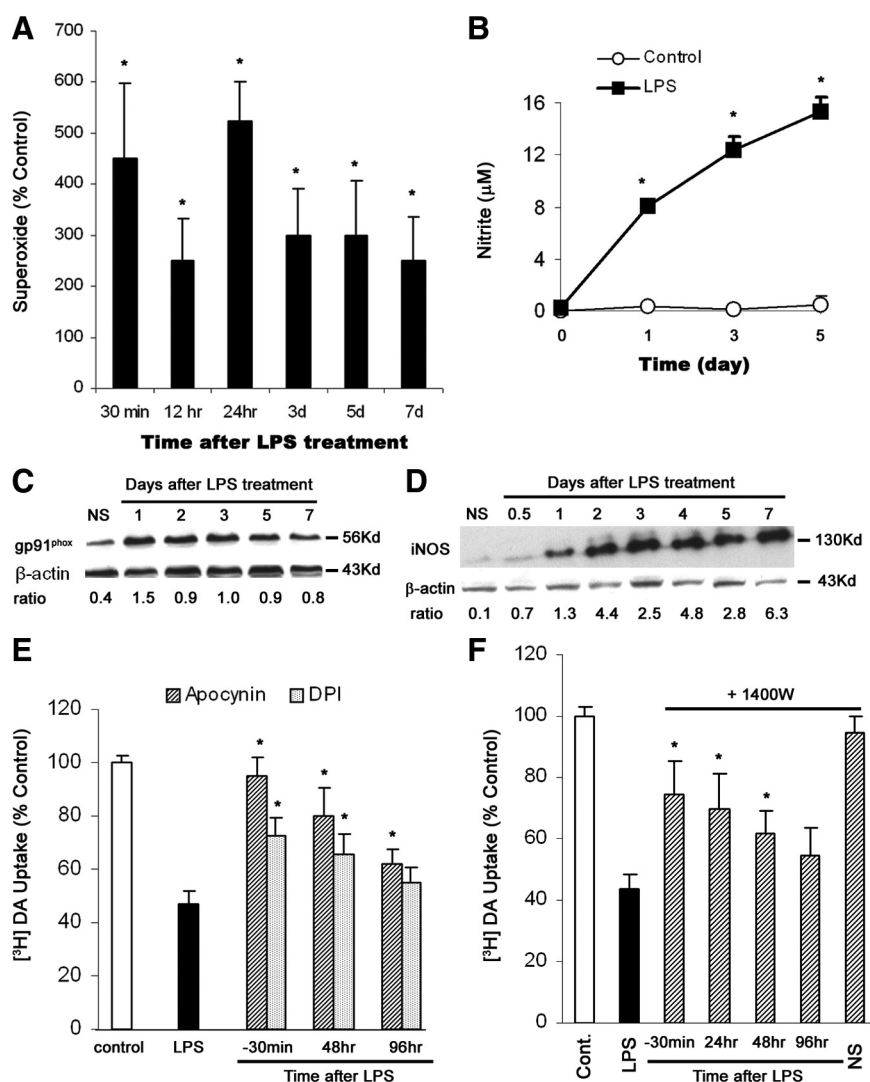 A
700
600
500
400
300
200
100
0
Superoxide (% Control)
* * * * * *
30 min 12 hr 24hr 3d 5d 7d
Time after LPS treatment
B
Control
LPS
16
12
8
4
0
Nitrite (µM)
* * *
0 1 3 5
Time (day)
C
Days after LPS treatment
NS 1 2 3 5 7
gp91phox 56Kd
β-actin 43Kd
ratio 0.4 1.5 0.9 1.0 0.9 0.8
D
Days after LPS treatment
NS 0.5 1 2 3 4 5 7
iNOS 130Kd
β-actin 43Kd
ratio 0.1 0.7 1.3 4.4 2.5 4.8 2.8 6.3
E
Apocynin DPI
120
100
80
60
40
20
0
[³H] DA Uptake (% Control)
* * * * *
control LPS -30min 48hr 96hr
Time after LPS
F
120
100
80
60
40
20
0
[³H] DA Uptake (% Control)
+ 1400W
* * *
Cont. LPS -30min 24hr 48hr 96hr NS
Time after LPS